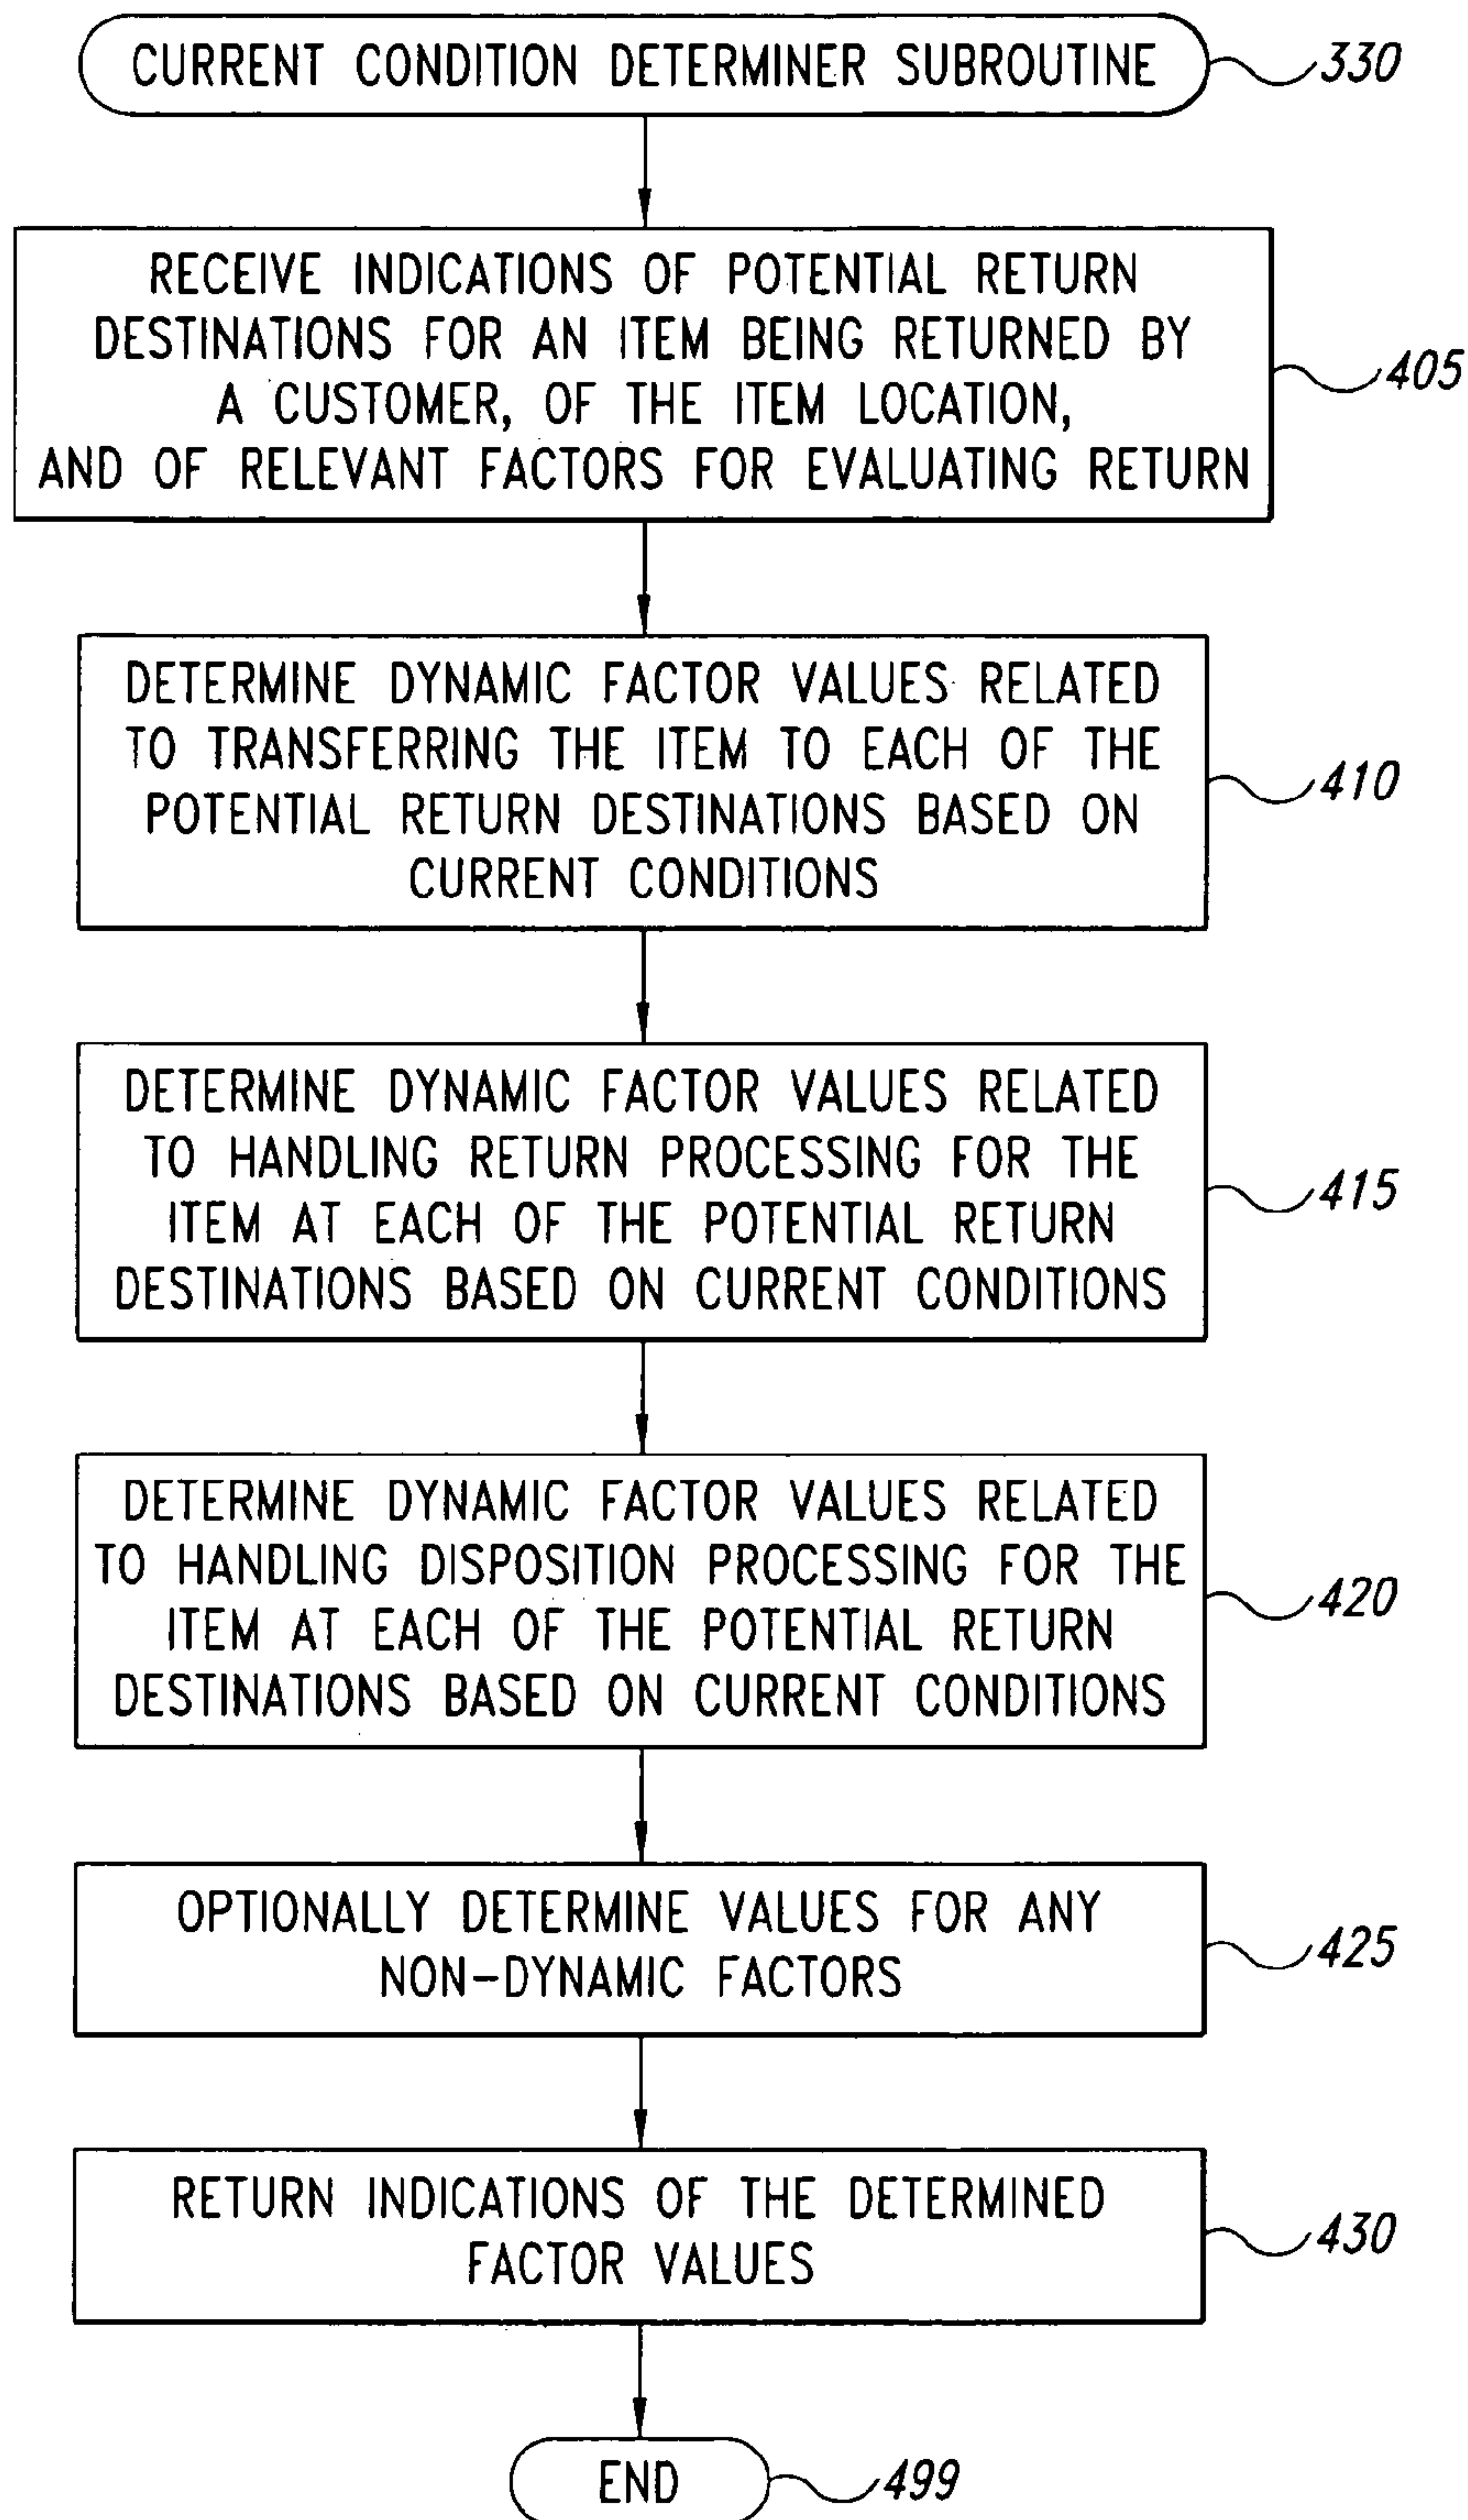 CURRENT CONDITION DETERMINER SUBROUTINE
330
RECEIVE INDICATIONS OF POTENTIAL RETURN
DESTINATIONS FOR AN ITEM BEING RETURNED BY
A CUSTOMER, OF THE ITEM LOCATION,
AND OF RELEVANT FACTORS FOR EVALUATING RETURN
405
DETERMINE DYNAMIC FACTOR VALUES RELATED
TO TRANSFERRING THE ITEM TO EACH OF THE
POTENTIAL RETURN DESTINATIONS BASED ON
CURRENT CONDITIONS
410
DETERMINE DYNAMIC FACTOR VALUES RELATED
TO HANDLING RETURN PROCESSING FOR THE
ITEM AT EACH OF THE POTENTIAL RETURN
DESTINATIONS BASED ON CURRENT CONDITIONS
415
DETERMINE DYNAMIC FACTOR VALUES RELATED
TO HANDLING DISPOSITION PROCESSING FOR THE
ITEM AT EACH OF THE POTENTIAL RETURN
DESTINATIONS BASED ON CURRENT CONDITIONS
420
OPTIONALLY DETERMINE VALUES FOR ANY
NON-DYNAMIC FACTORS
425
RETURN INDICATIONS OF THE DETERMINED
FACTOR VALUES
430
END
499